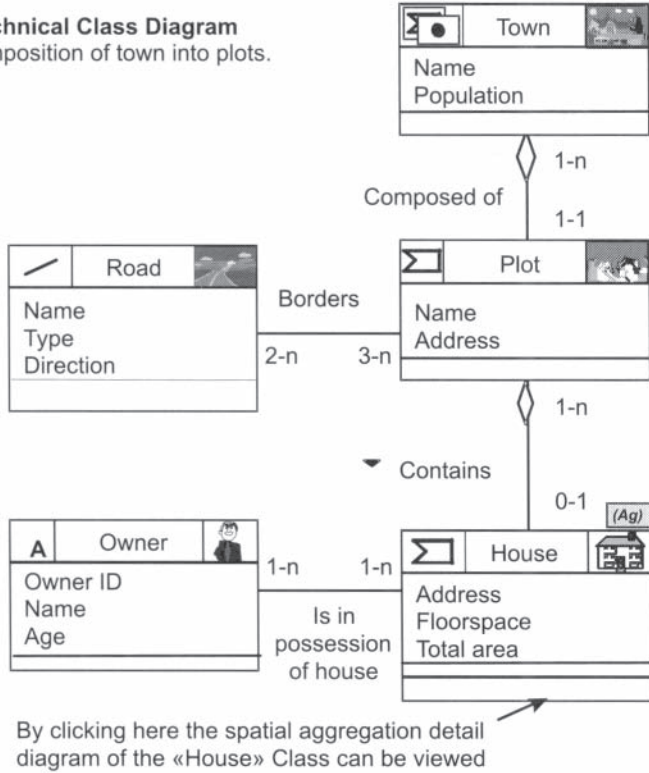 chnical Class Diagram
nposition of town into plots.
Town
Name
Population
1-n
Composed of
1-1
Road
Name
Type
Direction
Borders
2-n
3-n
Plot
Name
Address
1-n
Contains
0-1
(Ag)
A
Owner
Owner ID
Name
Age
1-n
1-n
Is in
possession
of house
House
Address
Floorspace
Total area
By clicking here the spatial aggregation detail
diagram of the «House» Class can be viewed